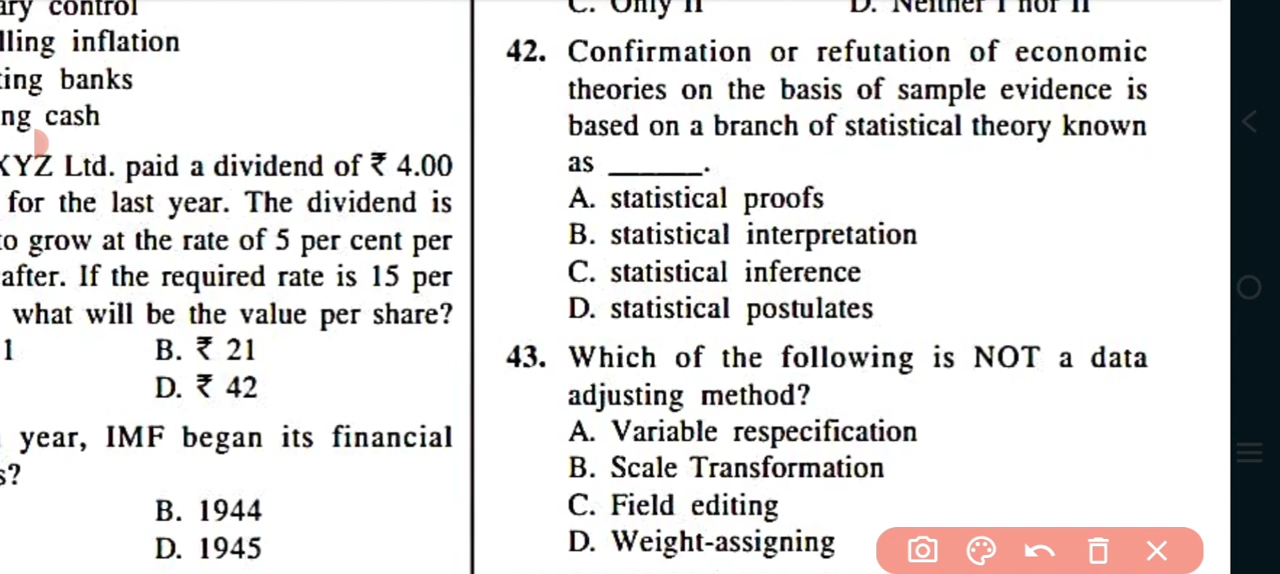 control
lling inflation
ing banks
ng cash
XYZ Ltd. paid a dividend of ₹ 4.00
for the last year. The dividend is
to grow at the rate of 5 per cent per
after. If the required rate is 15 per
what will be the value per share?
1 B. ₹ 21
D. ₹ 42
year, IMF began its financial
s?
B. 1944
D. 1945
C. Only II D. Neither I nor II
42. Confirmation or refutation of economic
theories on the basis of sample evidence is
based on a branch of statistical theory known
as ______.
A. statistical proofs
B. statistical interpretation
C. statistical inference
D. statistical postulates
43. Which of the following is NOT a data
adjusting method?
A. Variable respecification
B. Scale Transformation
C. Field editing
D. Weight-assigning